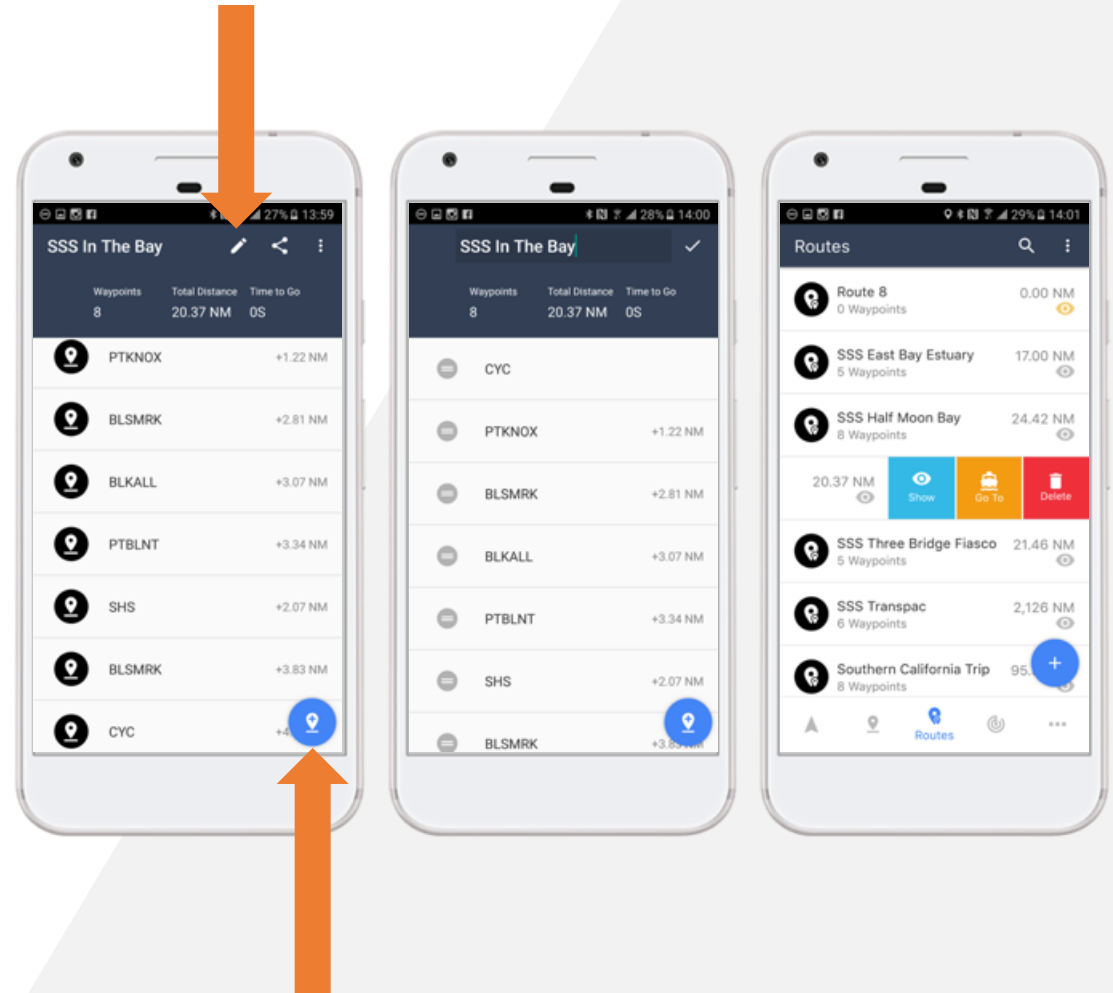 27% 13:59
SSS In The Bay
Waypoints Total Distance Time to Go
8 20.37 NM 0S
PTKNOX +1.22 NM
BLSMRK +2.81 NM
BLKALL +3.07 NM
PTBLNT +3.34 NM
SHS +2.07 NM
BLSMRK +3.83 NM
CYC
28% 14:00
SSS In The Bay
Waypoints Total Distance Time to Go
8 20.37 NM 0S
CYC
PTKNOX +1.22 NM
BLSMRK +2.81 NM
BLKALL +3.07 NM
PTBLNT +3.34 NM
SHS +2.07 NM
BLSMRK
29% 14:01
Routes
Route 8 0.00 NM
0 Waypoints
SSS East Bay Estuary 17.00 NM
5 Waypoints
SSS Half Moon Bay 24.42 NM
8 Waypoints
20.37 NM
Show Go To Delete
SSS Three Bridge Fiasco 21.46 NM
5 Waypoints
SSS Transpac 2,126 NM
6 Waypoints
Southern California Trip 95.
8 Waypoints
Routes